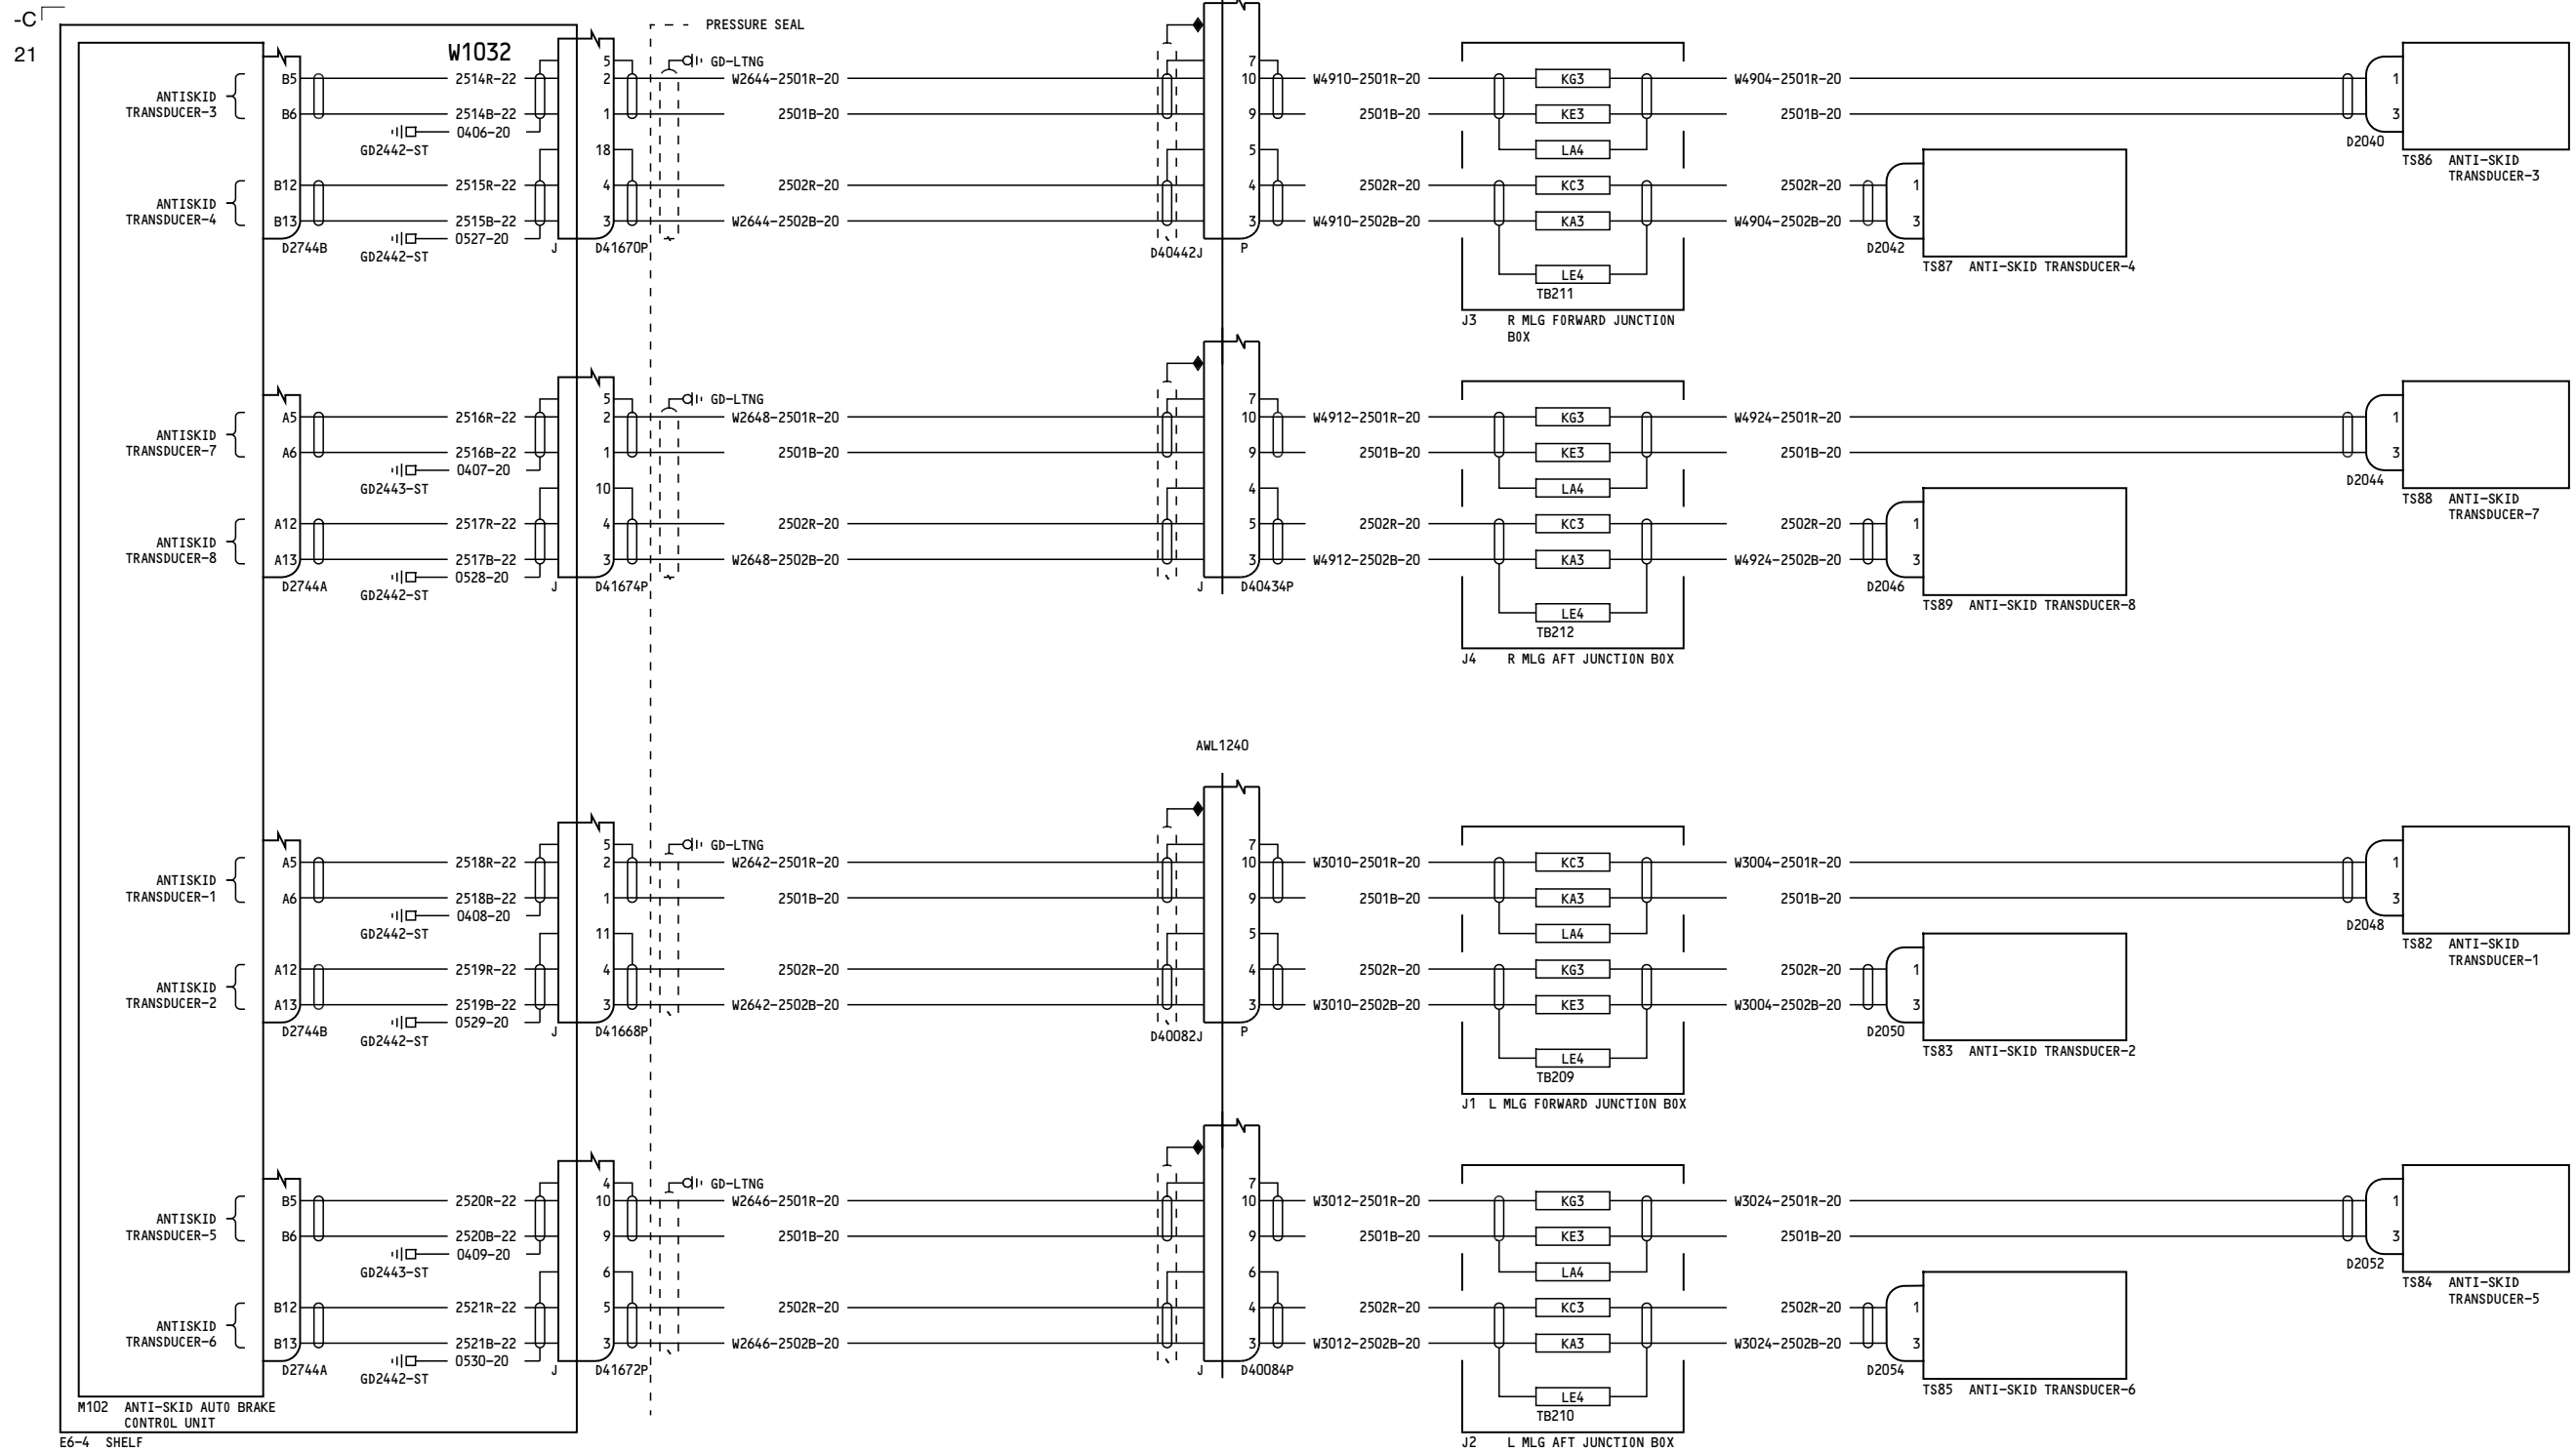 -C
21
PRESSURE SEAL
W1032
ANTISKID
TRANSDUCER-3
B5 2514R-22 5 2 GD-LTNG W2644-2501R-20 7 10 W4910-2501R-20 KG3 W4904-2501R-20 1
B6 2514B-22 1 2501B-20 9 2501B-20 KE3 2501B-20 3
GD2442-ST 0406-20 18 5 LA4 D2040
TS86 ANTI-SKID
TRANSDUCER-3
ANTISKID
TRANSDUCER-4
B12 2515R-22 4 2502R-20 4 2502R-20 KC3 2502R-20 1
B13 2515B-22 3 W2644-2502B-20 3 W4910-2502B-20 KA3 W4904-2502B-20 3
D2744B GD2442-ST 0527-20 J D41670P D40442J P LE4 D2042
TS87 ANTI-SKID TRANSDUCER-4
TB211
J3 R MLG FORWARD JUNCTION
BOX
ANTISKID
TRANSDUCER-7
A5 2516R-22 5 2 GD-LTNG W2648-2501R-20 7 10 W4912-2501R-20 KG3 W4924-2501R-20 1
A6 2516B-22 1 2501B-20 9 2501B-20 KE3 2501B-20 3
GD2443-ST 0407-20 10 4 LA4 D2044
TS88 ANTI-SKID
TRANSDUCER-7
ANTISKID
TRANSDUCER-8
A12 2517R-22 4 2502R-20 5 2502R-20 KC3 2502R-20 1
A13 2517B-22 3 W2648-2502B-20 3 W4912-2502B-20 KA3 W4924-2502B-20 3
D2744A GD2442-ST 0528-20 J D41674P J D40434P LE4 D2046
TS89 ANTI-SKID TRANSDUCER-8
TB212
J4 R MLG AFT JUNCTION BOX
AWL1240
ANTISKID
TRANSDUCER-1
A5 2518R-22 5 2 GD-LTNG W2642-2501R-20 7 10 W3010-2501R-20 KC3 W3004-2501R-20 1
A6 2518B-22 1 2501B-20 9 2501B-20 KA3 2501B-20 3
GD2442-ST 0408-20 11 5 LA4 D2048
TS82 ANTI-SKID
TRANSDUCER-1
ANTISKID
TRANSDUCER-2
A12 2519R-22 4 2502R-20 4 2502R-20 KG3 2502R-20 1
A13 2519B-22 3 W2642-2502B-20 3 W3010-2502B-20 KE3 W3004-2502B-20 3
D2744B GD2442-ST 0529-20 J D41668P D40082J P LE4 D2050
TS83 ANTI-SKID TRANSDUCER-2
TB209
J1 L MLG FORWARD JUNCTION BOX
ANTISKID
TRANSDUCER-5
B5 2520R-22 4 10 GD-LTNG W2646-2501R-20 7 10 W3012-2501R-20 KG3 W3024-2501R-20 1
B6 2520B-22 9 2501B-20 9 2501B-20 KE3 2501B-20 3
GD2443-ST 0409-20 6 6 LA4 D2052
TS84 ANTI-SKID
TRANSDUCER-5
ANTISKID
TRANSDUCER-6
B12 2521R-22 5 2502R-20 4 2502R-20 KC3 2502R-20 1
B13 2521B-22 3 W2646-2502B-20 3 W3012-2502B-20 KA3 W3024-2502B-20 3
D2744A GD2442-ST 0530-20 J D41672P J D40084P LE4 D2054
TS85 ANTI-SKID TRANSDUCER-6
TB210
M102 ANTI-SKID AUTO BRAKE
CONTROL UNIT
E6-4 SHELF
J2 L MLG AFT JUNCTION BOX